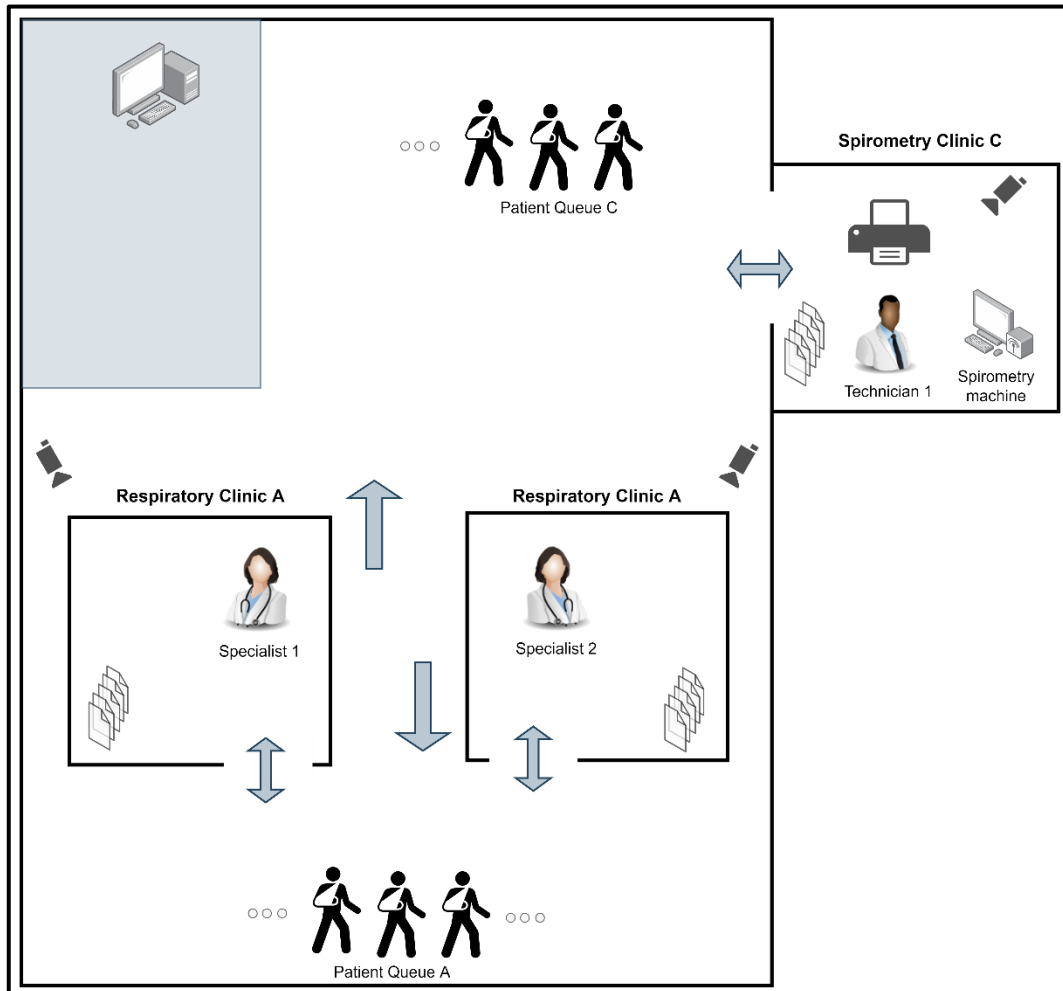 Patient Queue C
Spirometry Clinic C
Technician 1
Spirometry
machine
Respiratory Clinic A
Respiratory Clinic A
Specialist 1
Specialist 2
Patient Queue A